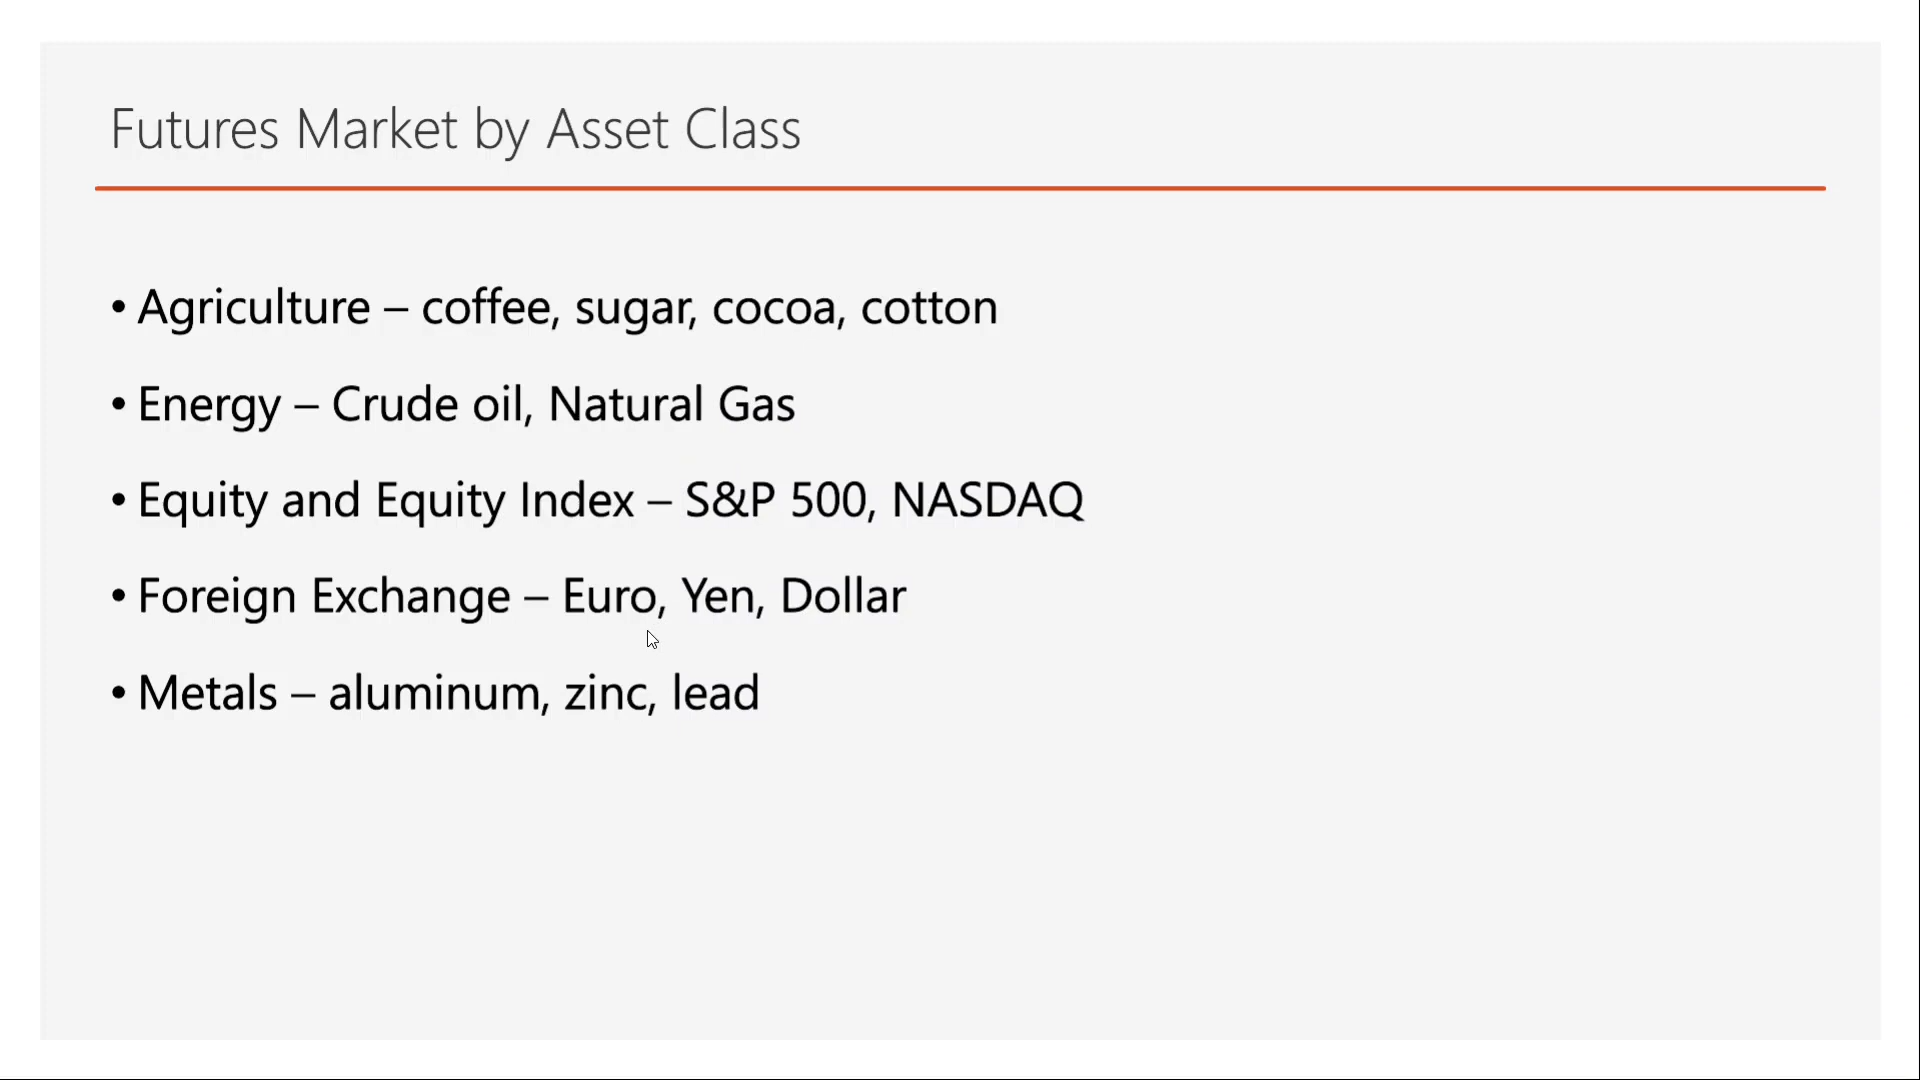 Futures Market by Asset Class
• Agriculture – coffee, sugar, cocoa, cotton
• Energy – Crude oil, Natural Gas
• Equity and Equity Index – S&P 500, NASDAQ
• Foreign Exchange – Euro, Yen, Dollar
• Metals – aluminum, zinc, lead